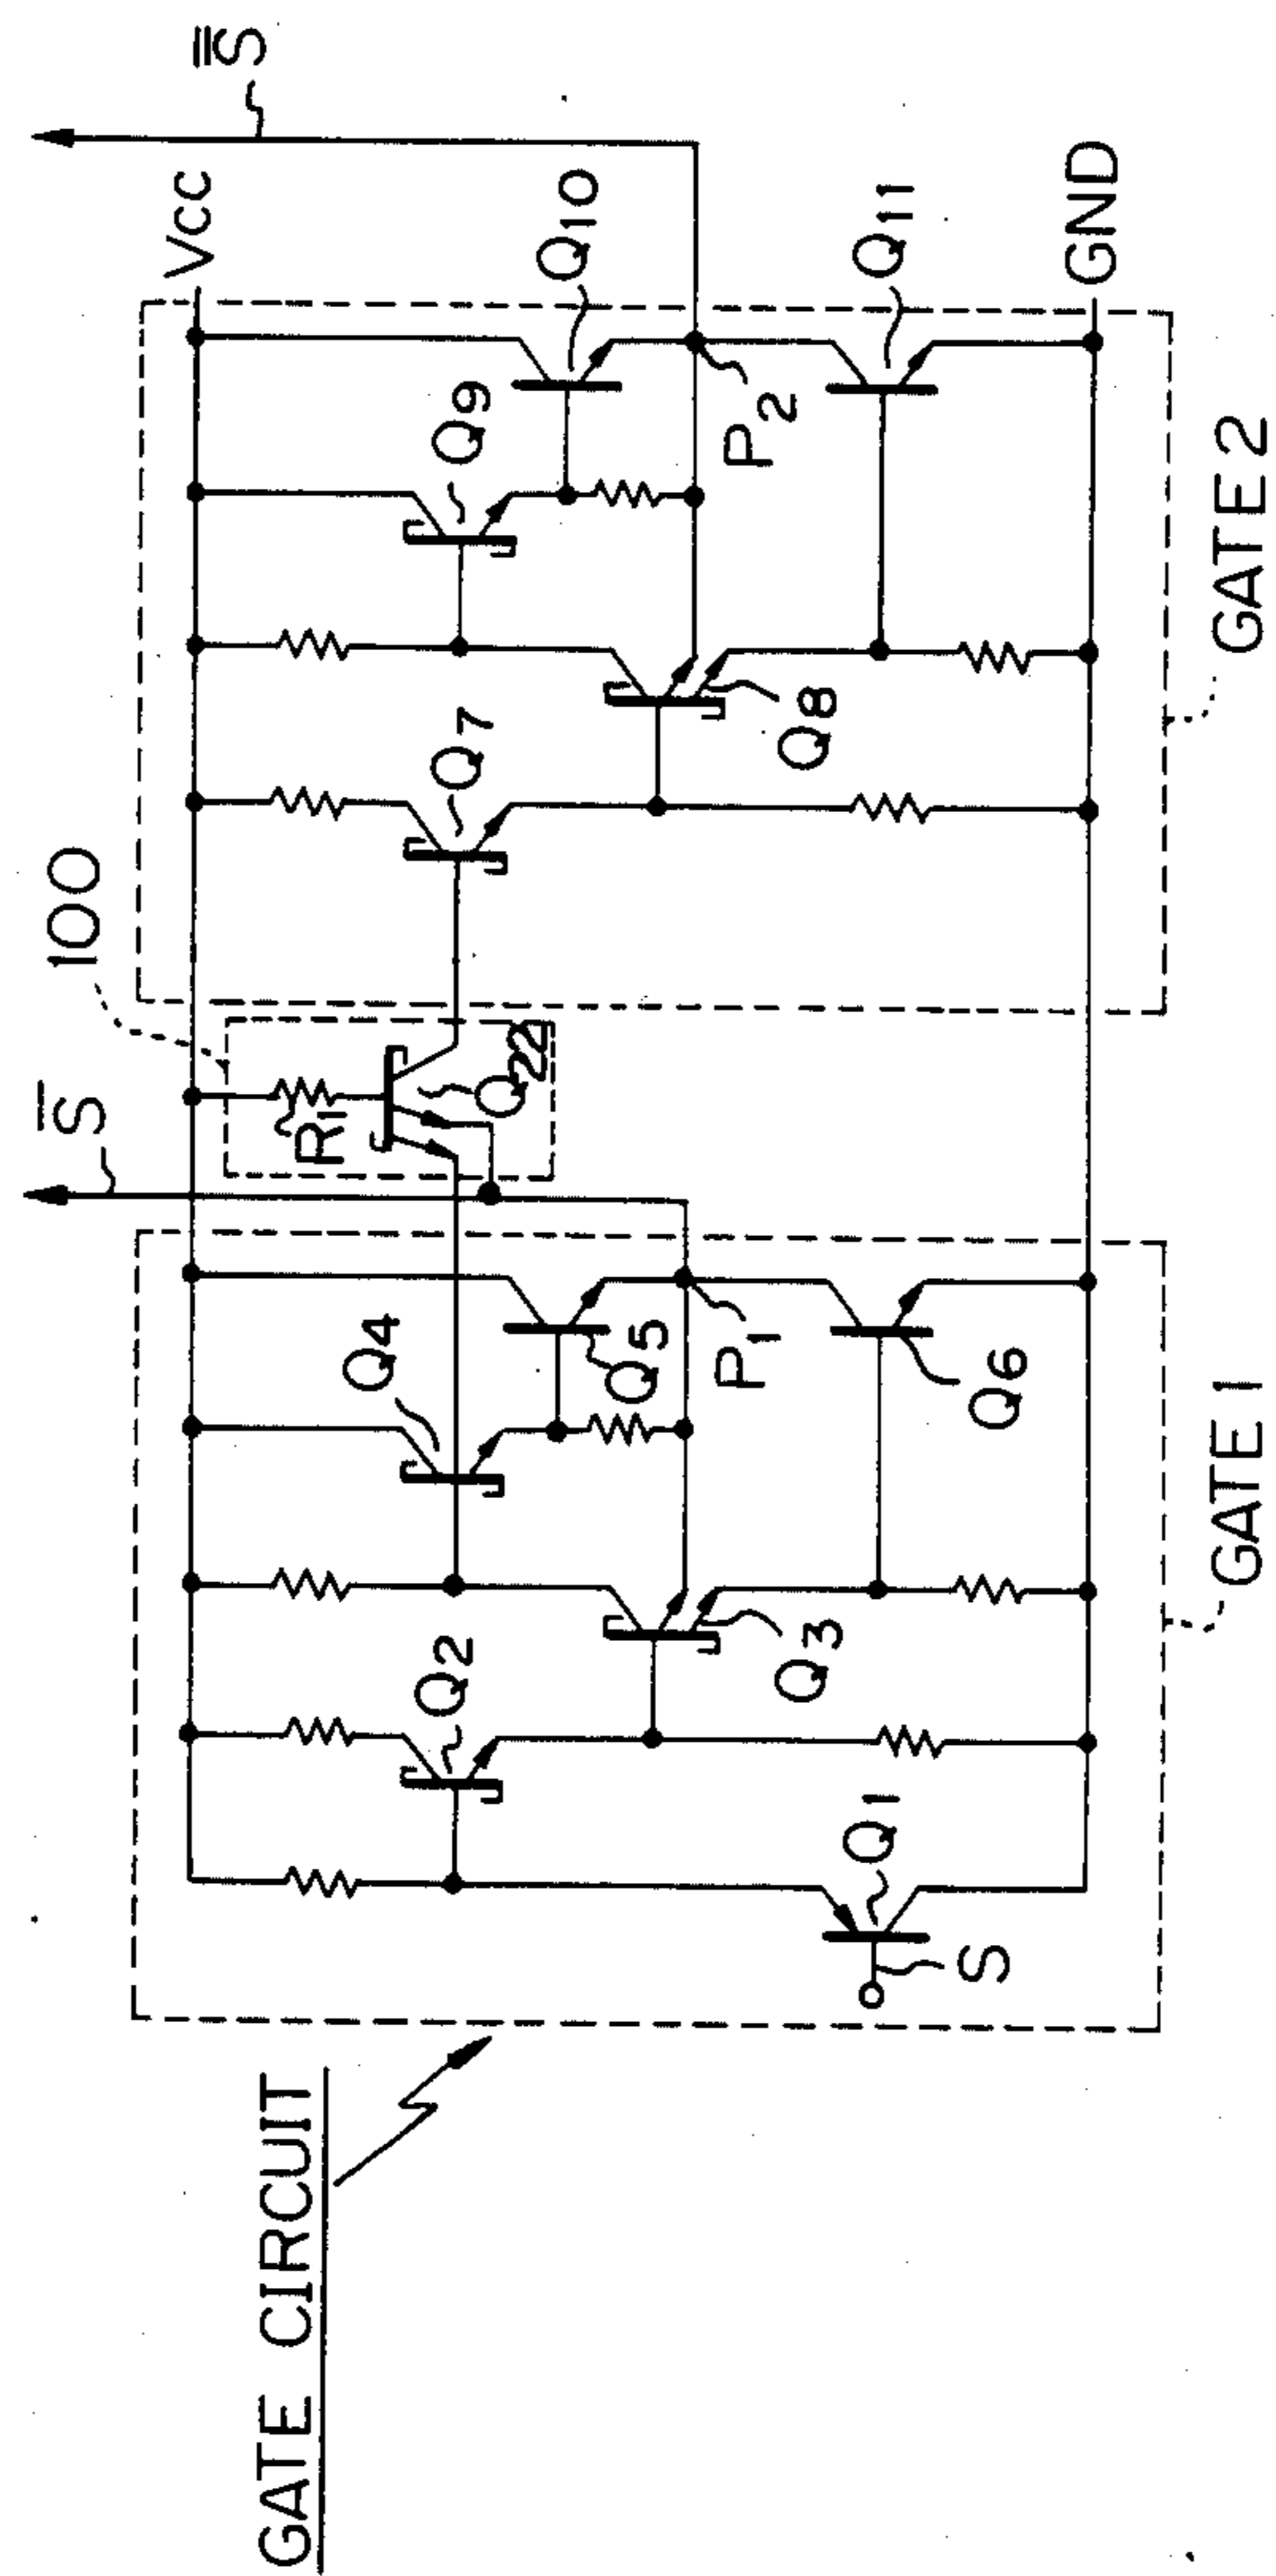 GATE CIRCUIT
S̅
100
Vcc
S̿
R1
Q22
Q1
Q2
Q3
Q4
Q5
Q6
P1
S
Q7
Q8
Q9
Q10
Q11
P2
GND
GATE 1
GATE 2